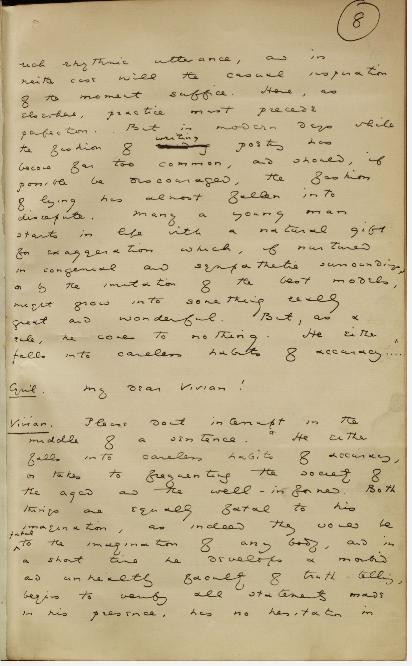 8
rich rhythmic utterance, and in
neither case will the casual inspiration
of the moment suffice. Here, as
elsewhere, practice must precede
perfection. But in modern days while
the fashion of writing poetry has
become far too common, and should, if
possible be discouraged, the fashion
of lying has almost fallen into
disrepute. Many a young man
starts in life with a natural gift
for exaggeration which, if nurtured
in congenial and sympathetic surroundings,
or by the imitation of the best models,
might grow into something really
great and wonderful. But, as a
rule, he comes to nothing. He either
falls into careless habits of accuracy....
Cyril. My dear Vivian!
Vivian. Please don't interrupt in the
middle of a sentence. He either
falls into careless habits of accuracy,
or takes to frequenting the society of
the aged and the well-informed. Both
things are equally fatal to his
imagination, as indeed they would be
fatal to the imagination of any body, and in
a short time he develops a morbid
and unhealthy faculty of truth-telling,
begins to verify all statements made
in his presence, has no hesitation in